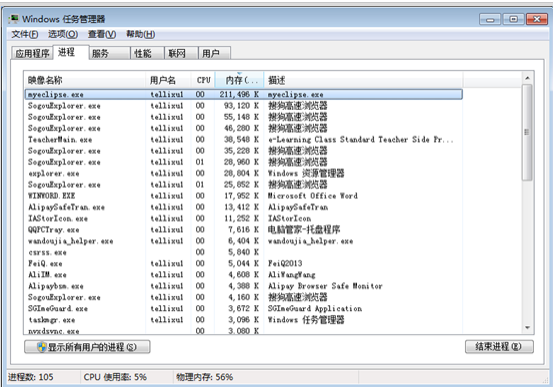 Windows 任务管理器
文件(F) 选项(O) 查看(V) 帮助(H)
应用程序 进程 服务 性能 联网 用户
映像名称 用户名 CPU 内存(... 描述
myeclipse.exe tellixu1 00 211,496 K myeclipse.exe
SogouExplorer.exe tellixu1 00 93,120 K 搜狗高速浏览器
SogouExplorer.exe tellixu1 00 55,148 K 搜狗高速浏览器
SogouExplorer.exe tellixu1 00 46,280 K 搜狗高速浏览器
TeacherMain.exe tellixu1 00 38,548 K e-Learning Class Standard Teacher Side Pr...
SogouExplorer.exe tellixu1 00 35,228 K 搜狗高速浏览器
SogouExplorer.exe tellixu1 01 28,960 K 搜狗高速浏览器
explorer.exe tellixu1 00 28,804 K Windows 资源管理器
SogouExplorer.exe tellixu1 01 25,852 K 搜狗高速浏览器
WINWORD.EXE tellixu1 00 17,952 K Microsoft Office Word
AlipaySafeTran.exe tellixu1 00 13,412 K AlipaySafeTran
IAStorIcon.exe tellixu1 00 11,252 K IAStorIcon
QQPCTray.exe tellixu1 00 7,616 K 电脑管家-托盘程序
wandoujia_helper.exe tellixu1 00 6,404 K wandoujia_helper.exe
csrss.exe 00 5,840 K
FeiQ.exe tellixu1 00 5,044 K FeiQ2013
AliIM.exe tellixu1 00 4,608 K AliWangWang
Alipaybsm.exe tellixu1 00 4,388 K Alipay Browser Safe Monitor
SogouExplorer.exe tellixu1 00 4,160 K 搜狗高速浏览器
SGImeGuard.exe tellixu1 00 3,672 K SGImeGuard Application
taskmgr.exe tellixu1 00 3,096 K Windows 任务管理器
nvxdsync.exe 00 3,080 K
显示所有用户的进程(S) 结束进程(E)
进程数: 105 CPU 使用率: 5% 物理内存: 56%